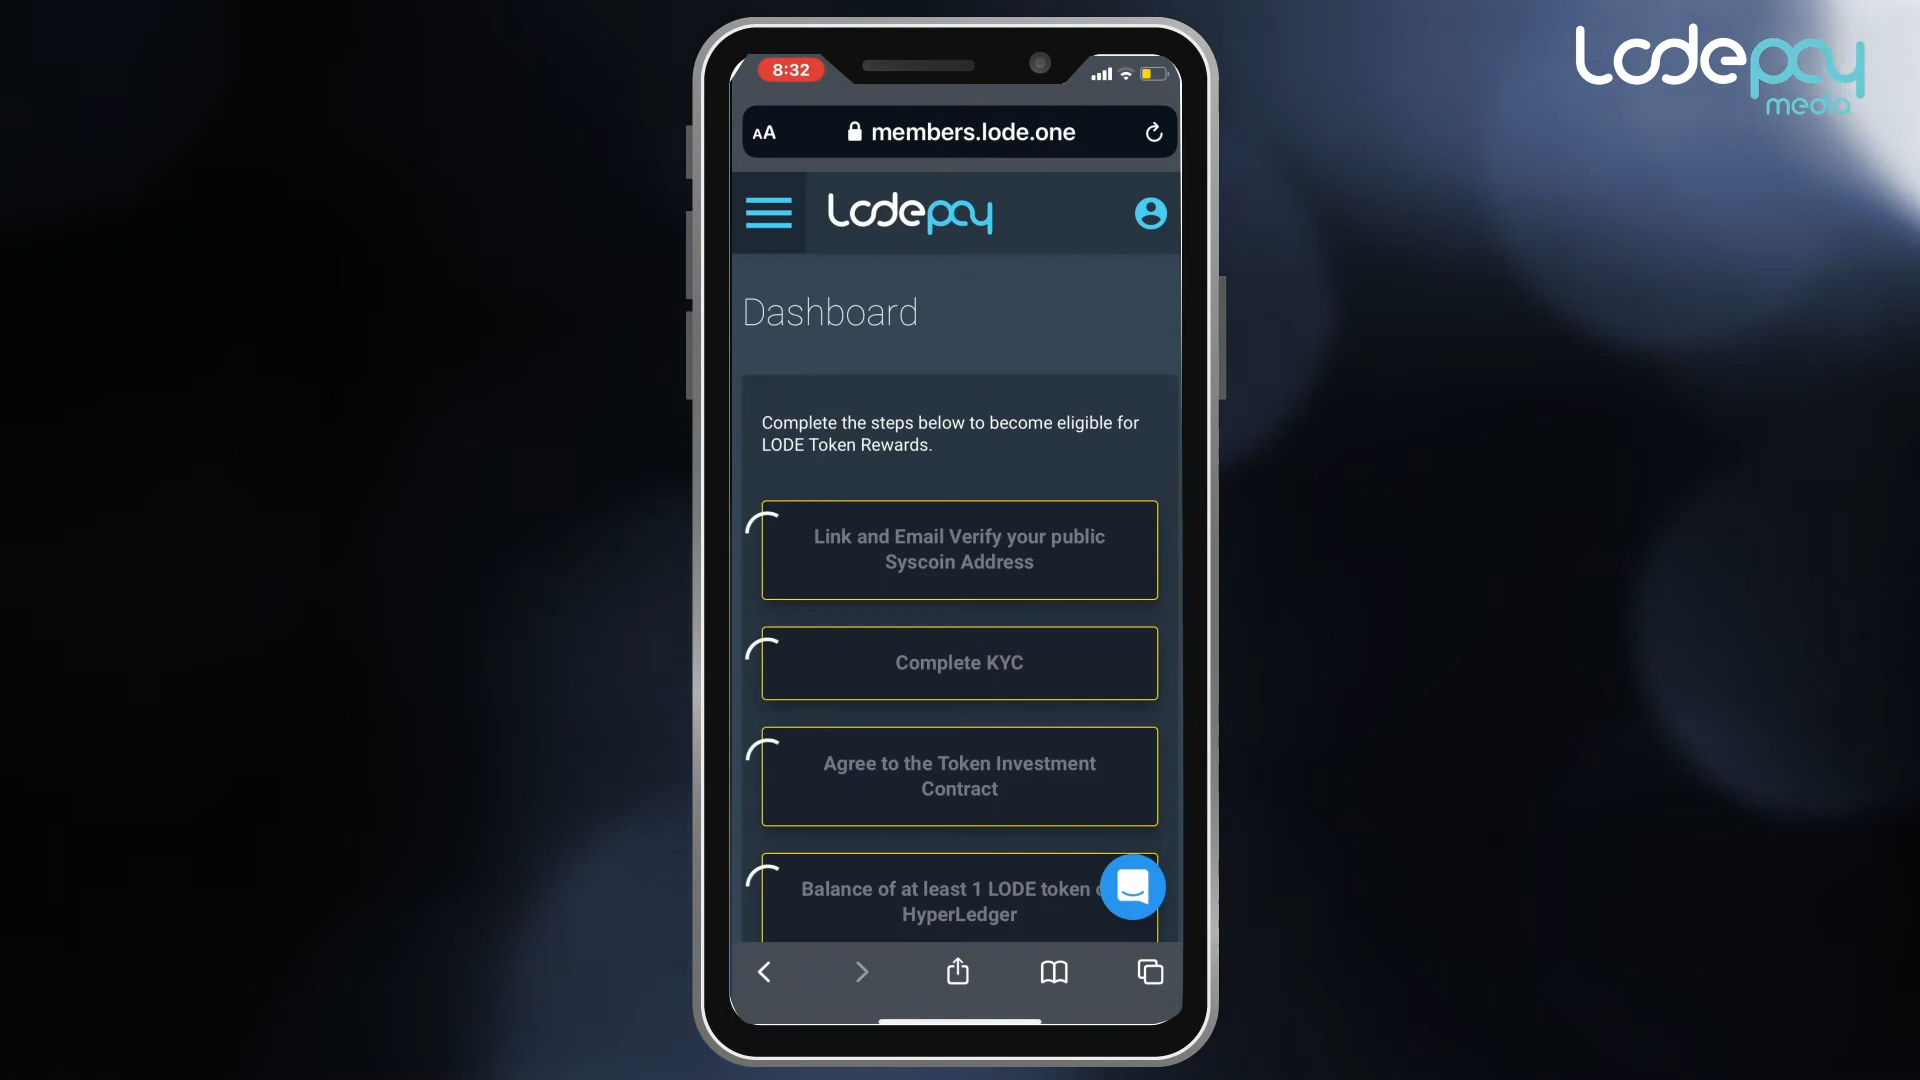 Lodepay
media
8:32
AA members.lode.one
Lodepay
Dashboard
Complete the steps below to become eligible for
LODE Token Rewards.
Link and Email Verify your public
Syscoin Address
Complete KYC
Agree to the Token Investment
Contract
Balance of at least 1 LODE token
HyperLedger